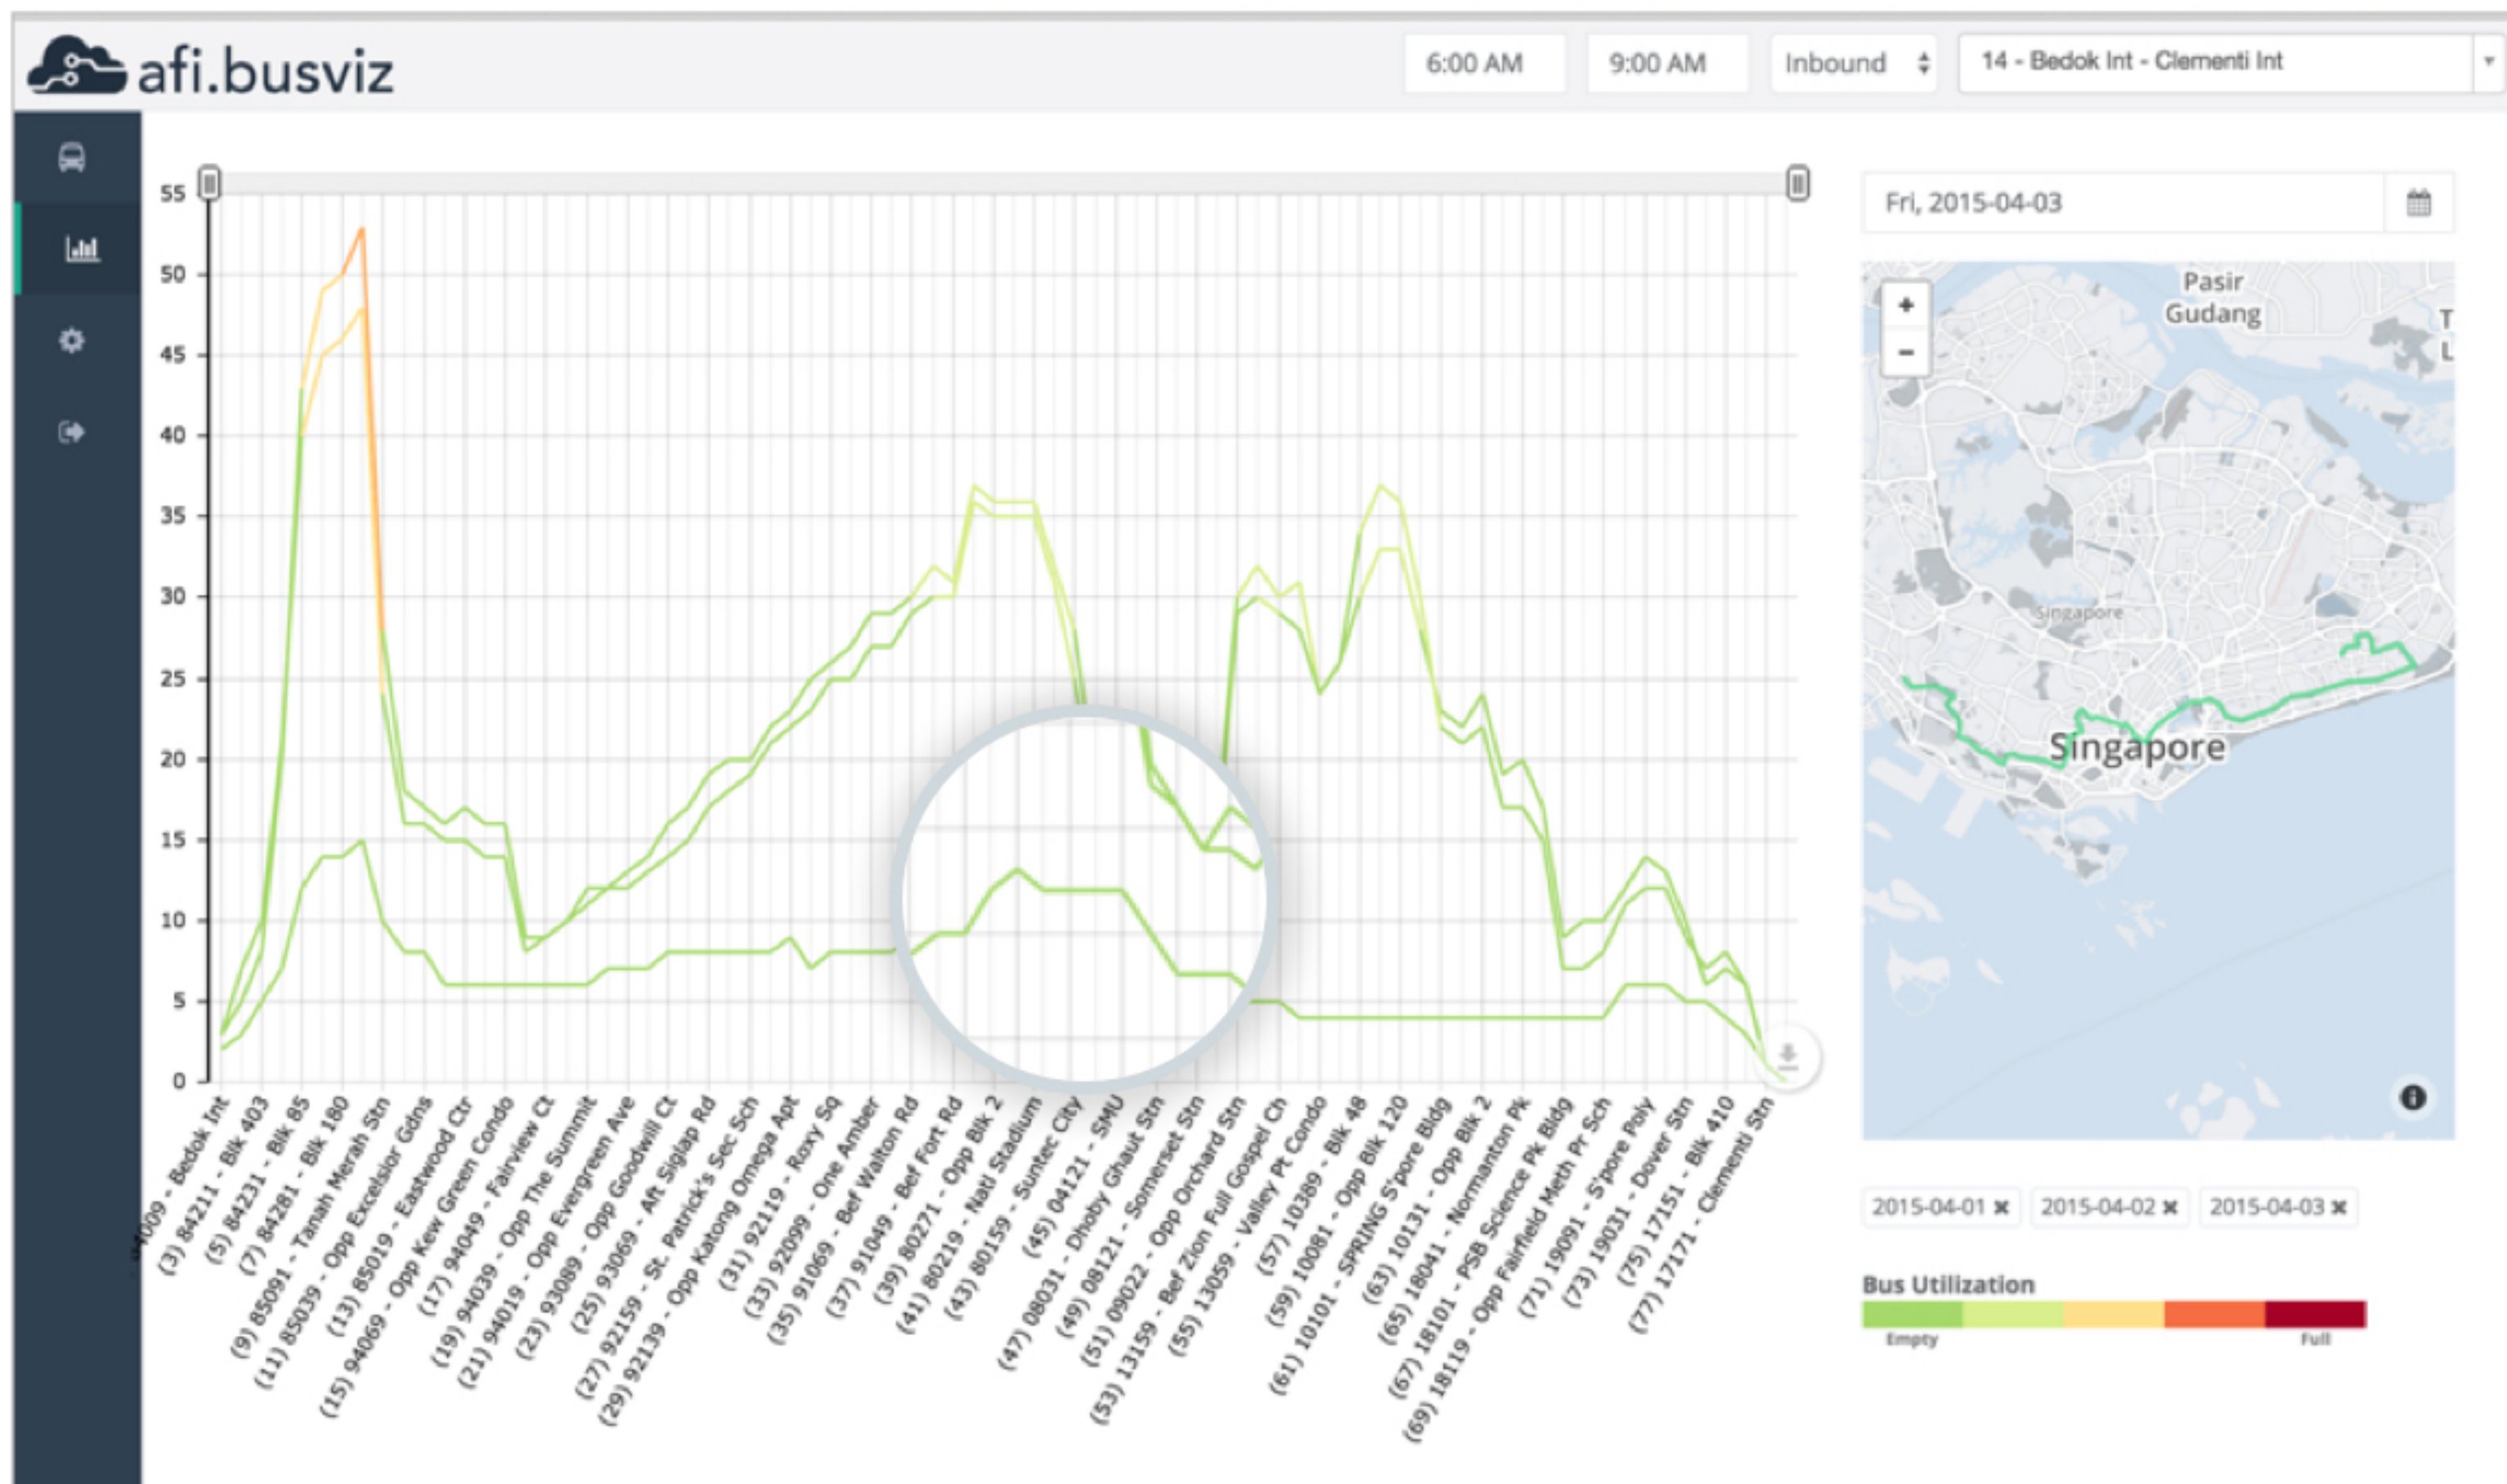 afi.busviz
6:00 AM
9:00 AM
Inbound
14 - Bedok Int - Clementi Int
55
50
45
40
35
30
25
20
15
10
5
0
4009 - Bedok Int
(3) 84211 - Blk 403
(5) 84231 - Blk 85
(7) 84281 - Blk 180
(9) 85091 - Tanah Merah Stn
(11) 85039 - Opp Excelsior Gdns
(13) 85019 - Eastwood Ctr
(15) 94069 - Opp Kew Green Condo
(17) 94049 - Fairview Ct
(19) 94039 - Opp The Summit
(21) 94019 - Opp Evergreen Ave
(23) 93089 - Opp Goodwill Ct
(25) 93069 - Aft Siglap Rd
(27) 92159 - St. Patrick's Sec Sch
(29) 92139 - Opp Katong Omega Apt
(31) 92119 - Roxy Sq
(33) 92099 - One Amber
(35) 91069 - Bef Walton Rd
(37) 91049 - Bef Fort Rd
(39) 80271 - Opp Blk 2
(41) 80219 - Natl Stadium
(43) 80159 - Suntec City
(45) 04121 - SMU
(47) 08031 - Dhoby Ghaut Stn
(49) 08121 - Somerset Stn
(51) 09022 - Opp Orchard Stn
(53) 13159 - Bef Zion Full Gospel Ch
(55) 13059 - Valley Pt Condo
(57) 10389 - Blk 48
(59) 10081 - Opp Blk 120
(61) 10101 - SPRING S'pore Bldg
(63) 10131 - Opp Blk 2
(65) 18041 - Normanton Pk
(67) 18101 - PSB Science Pk Bldg
(69) 18119 - Opp Fairfield Meth Pr Sch
(71) 19091 - S'pore Poly
(73) 19031 - Dover Stn
(75) 17151 - Blk 410
(77) 17171 - Clementi Stn
Fri, 2015-04-03
+
−
Pasir
Gudang
T
L
Singapore
Singapore
2015-04-01 ✖
2015-04-02 ✖
2015-04-03 ✖
Bus Utilization
Empty
Full